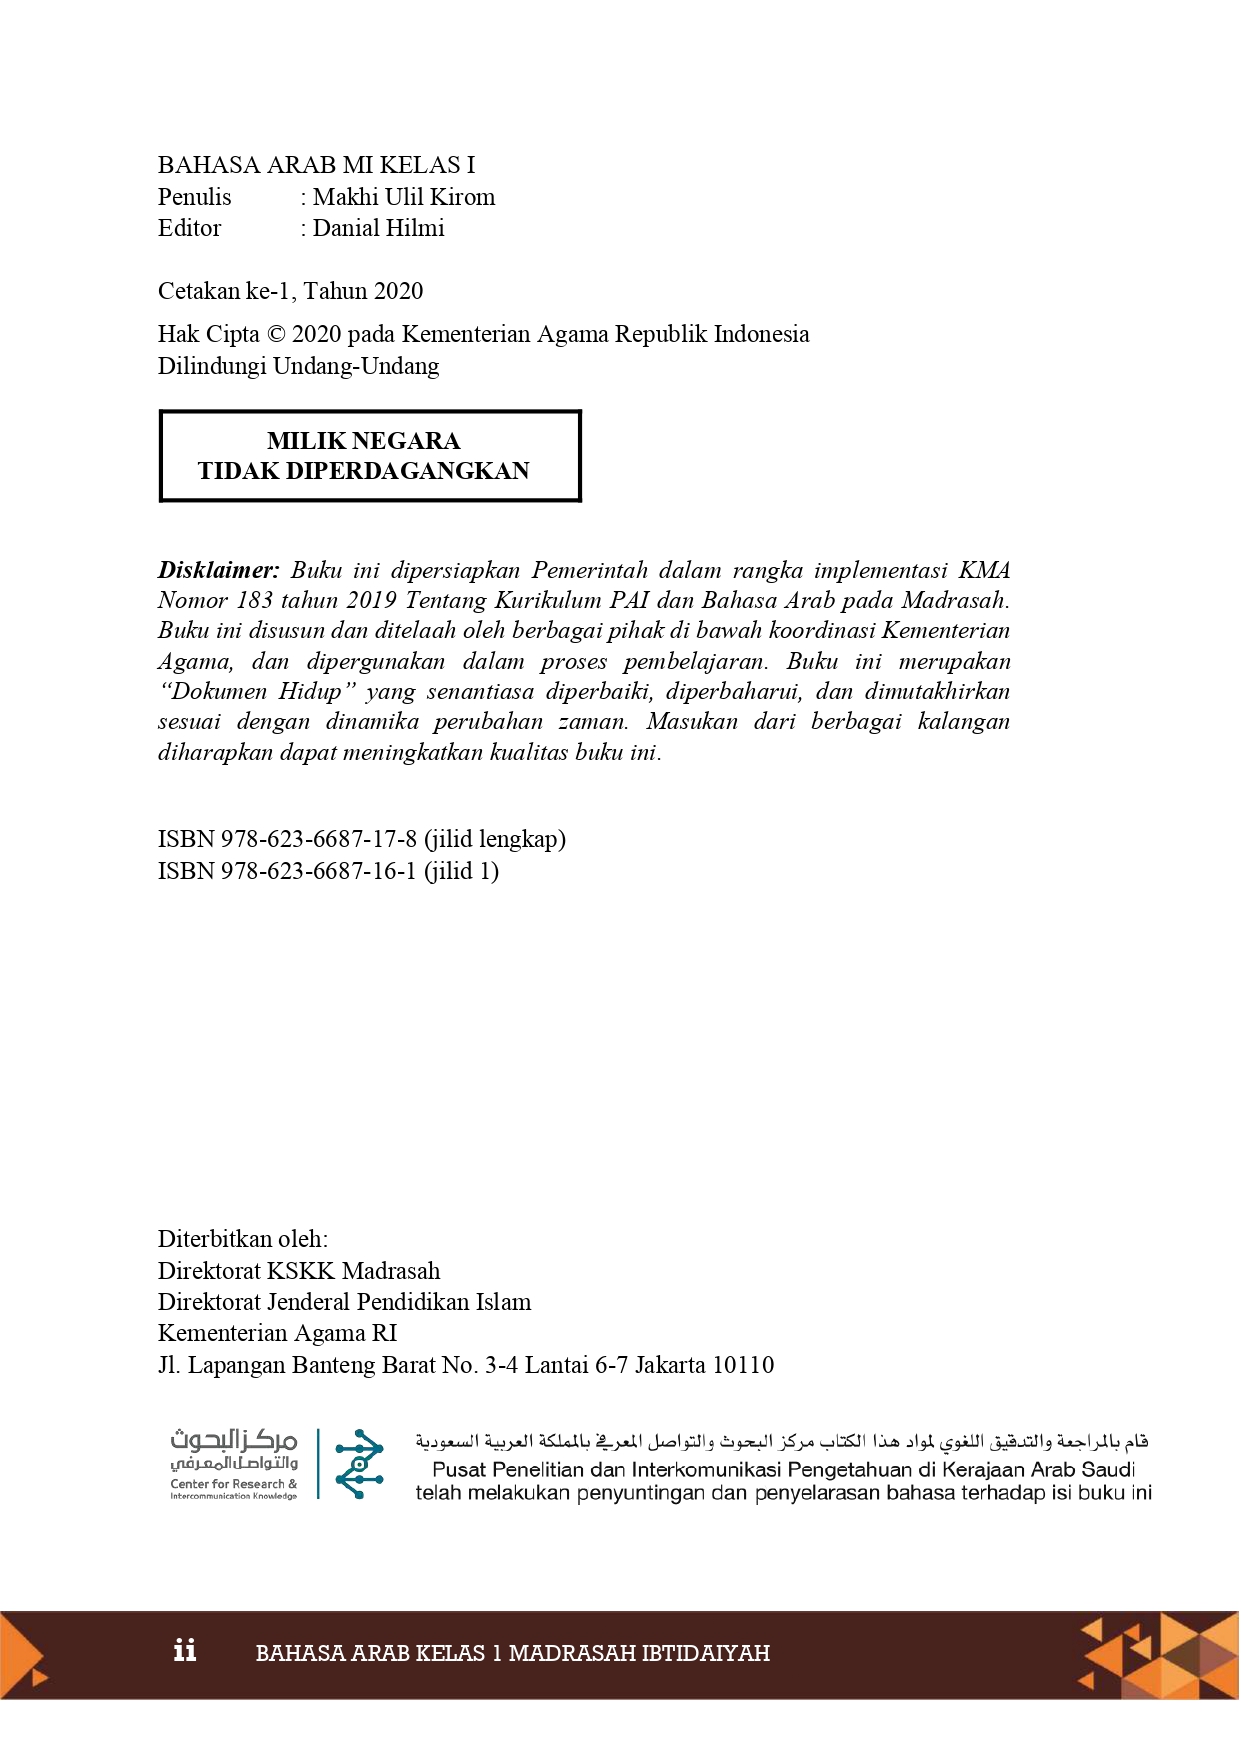 BAHASA ARAB MI KELAS I
Penulis : Makhi Ulil Kirom
Editor : Danial Hilmi
Cetakan ke-1, Tahun 2020
Hak Cipta © 2020 pada Kementerian Agama Republik Indonesia
Dilindungi Undang-Undang
MILIK NEGARA
TIDAK DIPERDAGANGKAN
Disklaimer: Buku ini dipersiapkan Pemerintah dalam rangka implementasi KMA
Nomor 183 tahun 2019 Tentang Kurikulum PAI dan Bahasa Arab pada Madrasah.
Buku ini disusun dan ditelaah oleh berbagai pihak di bawah koordinasi Kementerian
Agama, dan dipergunakan dalam proses pembelajaran. Buku ini merupakan
“Dokumen Hidup” yang senantiasa diperbaiki, diperbaharui, dan dimutakhirkan
sesuai dengan dinamika perubahan zaman. Masukan dari berbagai kalangan
diharapkan dapat meningkatkan kualitas buku ini.
ISBN 978-623-6687-17-8 (jilid lengkap)
ISBN 978-623-6687-16-1 (jilid 1)
Diterbitkan oleh:
Direktorat KSKK Madrasah
Direktorat Jenderal Pendidikan Islam
Kementerian Agama RI
Jl. Lapangan Banteng Barat No. 3-4 Lantai 6-7 Jakarta 10110
مركز البحوث
والتواصل المعرفي
Center for Research &
Intercommunication Knowledge
قام بالمراجعة والتدقيق اللغوي لمواد هذا الكتاب مركز البحوث والتواصل المعرفي بالمملكة العربية السعودية
Pusat Penelitian dan Interkomunikasi Pengetahuan di Kerajaan Arab Saudi
telah melakukan penyuntingan dan penyelarasan bahasa terhadap isi buku ini
ii BAHASA ARAB KELAS 1 MADRASAH IBTIDAIYAH